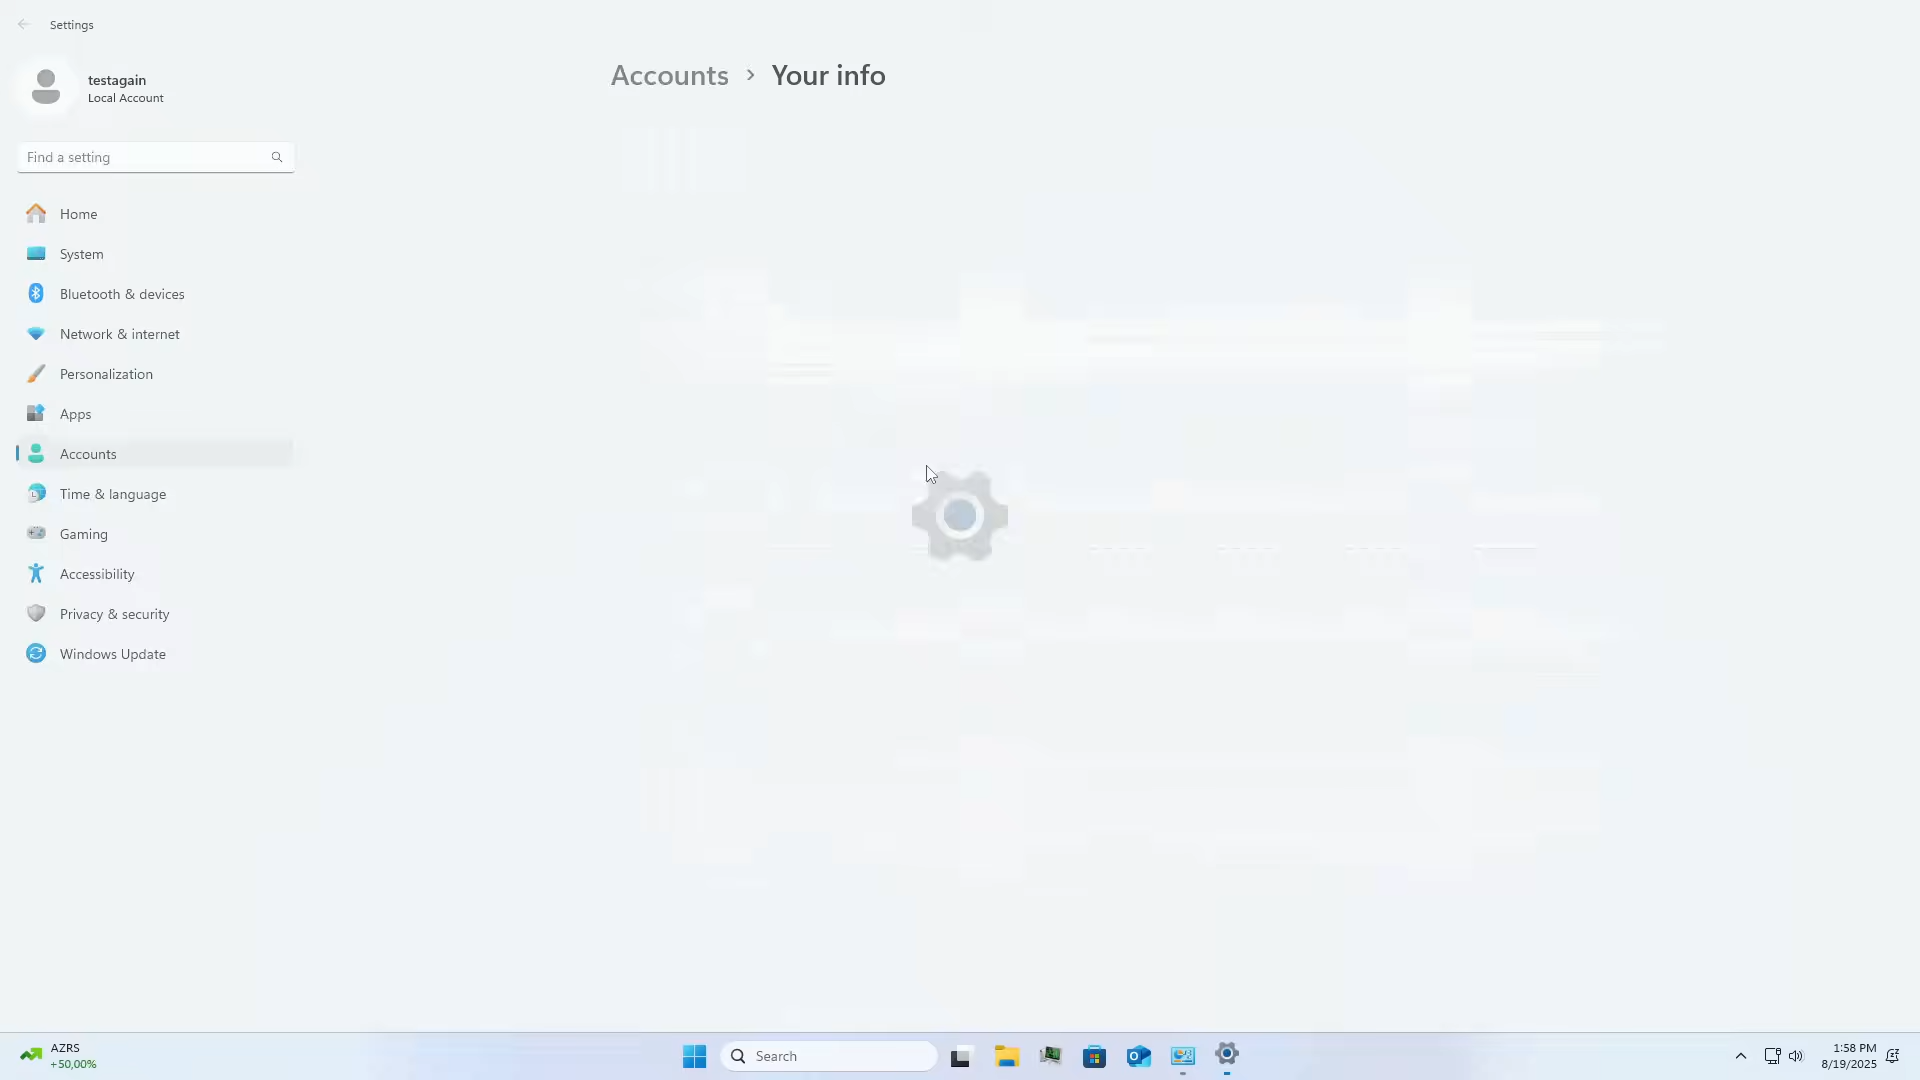 Settings
testagain
Local Account
Find a setting
Home
System
Bluetooth & devices
Network & internet
Personalization
Apps
Accounts
Time & language
Gaming
Accessibility
Privacy & security
Windows Update
Accounts > Your info
AZRS
+50,00%
Search
1:58 PM
8/19/2025